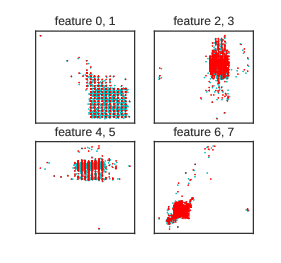 feature 0, 1
feature 2, 3
feature 4, 5
feature 6, 7